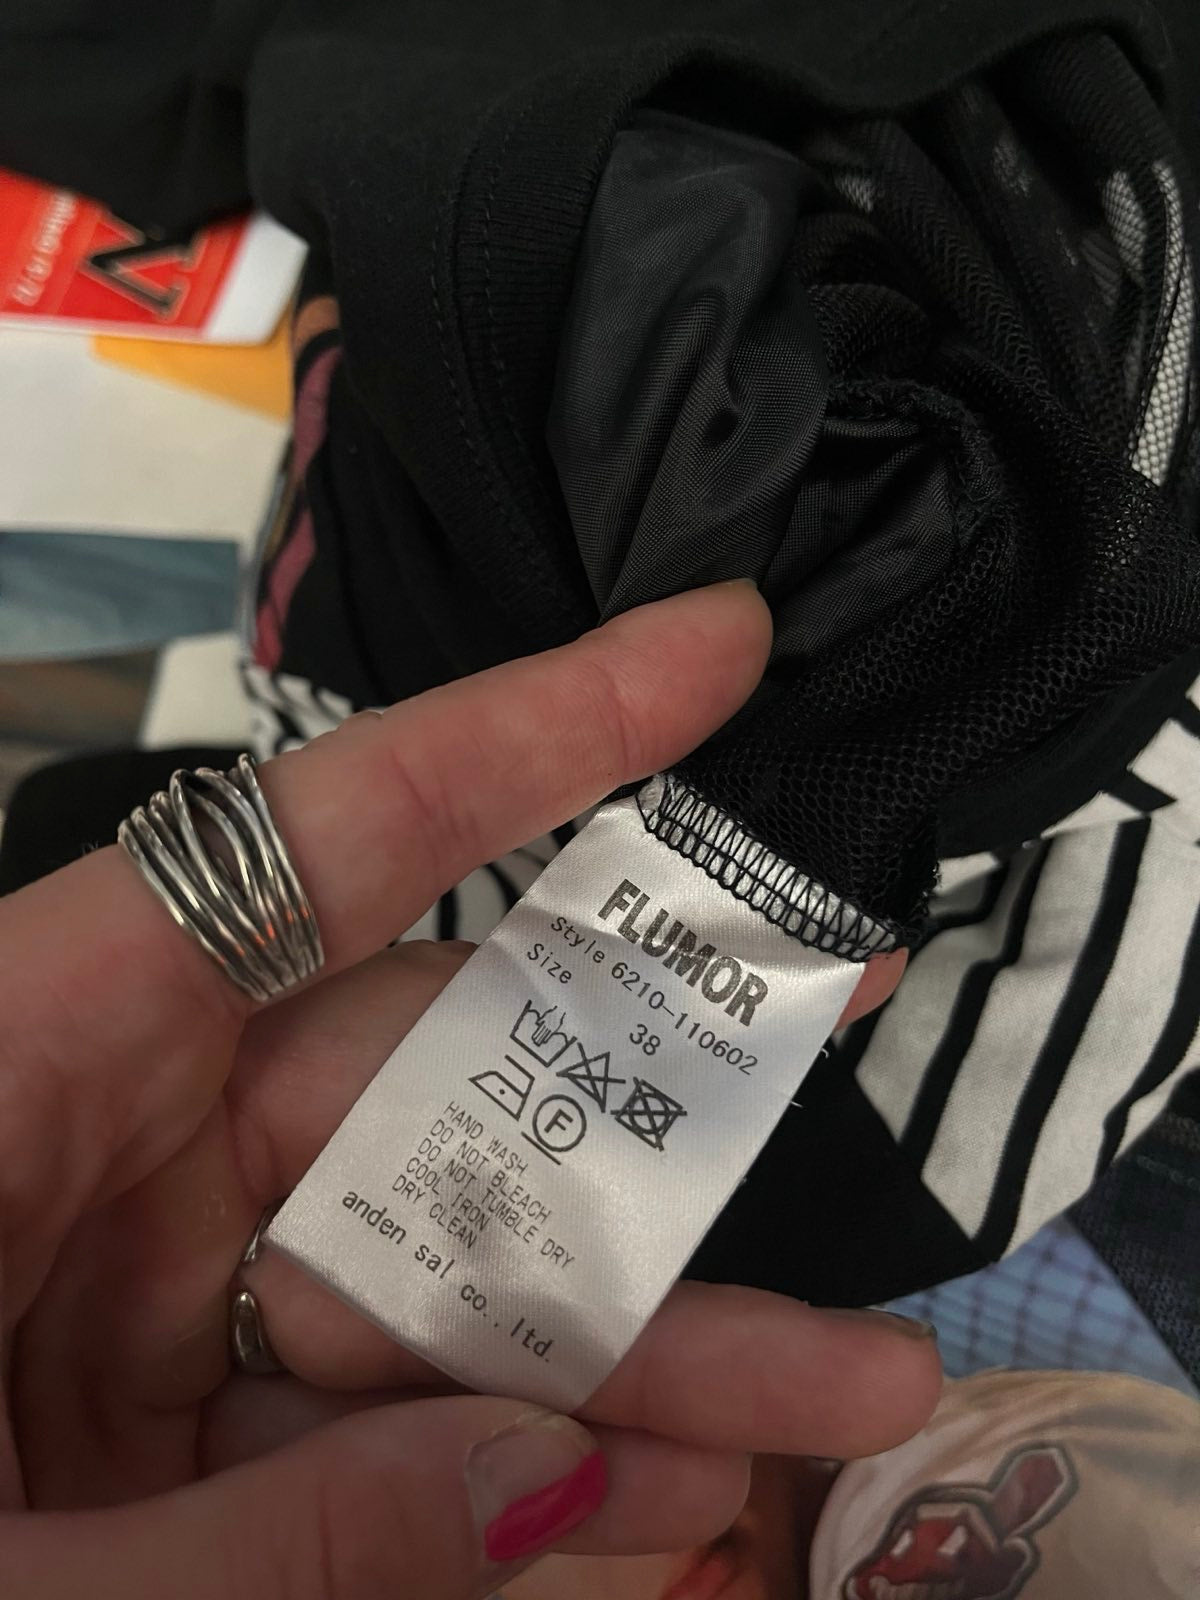 FLUMOR
Style 6210-110602
Size 38
F
HAND WASH
DO NOT BLEACH
DO NOT TUMBLE DRY
COOL IRON
DRY CLEAN
anden sal co., ltd.